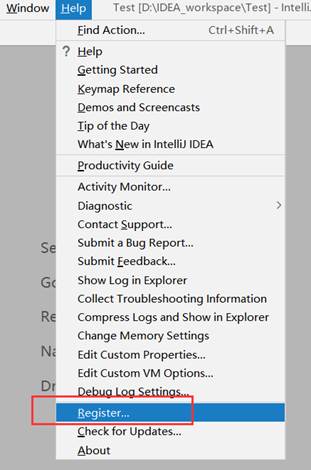 Window Help Test [D:\IDEA_workspace\Test] - IntelliJ
Find Action... Ctrl+Shift+A
? Help
Getting Started
Keymap Reference
Demos and Screencasts
Tip of the Day
What's New in IntelliJ IDEA
Productivity Guide
Activity Monitor...
Diagnostic
Contact Support...
Submit a Bug Report...
Submit Feedback...
Show Log in Explorer
Collect Troubleshooting Information
Compress Logs and Show in Explorer
Change Memory Settings
Edit Custom Properties...
Edit Custom VM Options...
Debug Log Settings...
Register...
Check for Updates...
About
Se
Go
Re
Na
Dr